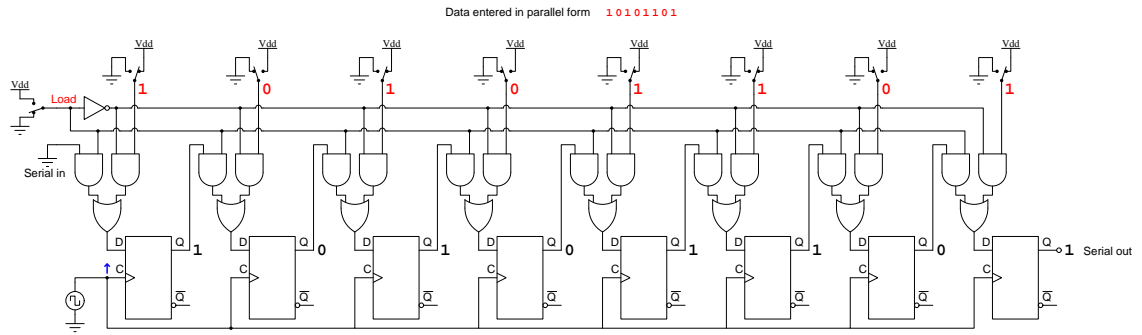 Data entered in parallel form 1 0 1 0 1 1 0 1
Vdd Vdd Vdd Vdd Vdd Vdd Vdd Vdd
Vdd
1 0 1 0 1 1 0 1
Load
Serial in
D Q D Q D Q D Q D Q D Q D Q D Q
1 0 1 0 1 1 0 1 Serial out
C C C C C C C C
Q Q Q Q Q Q Q Q